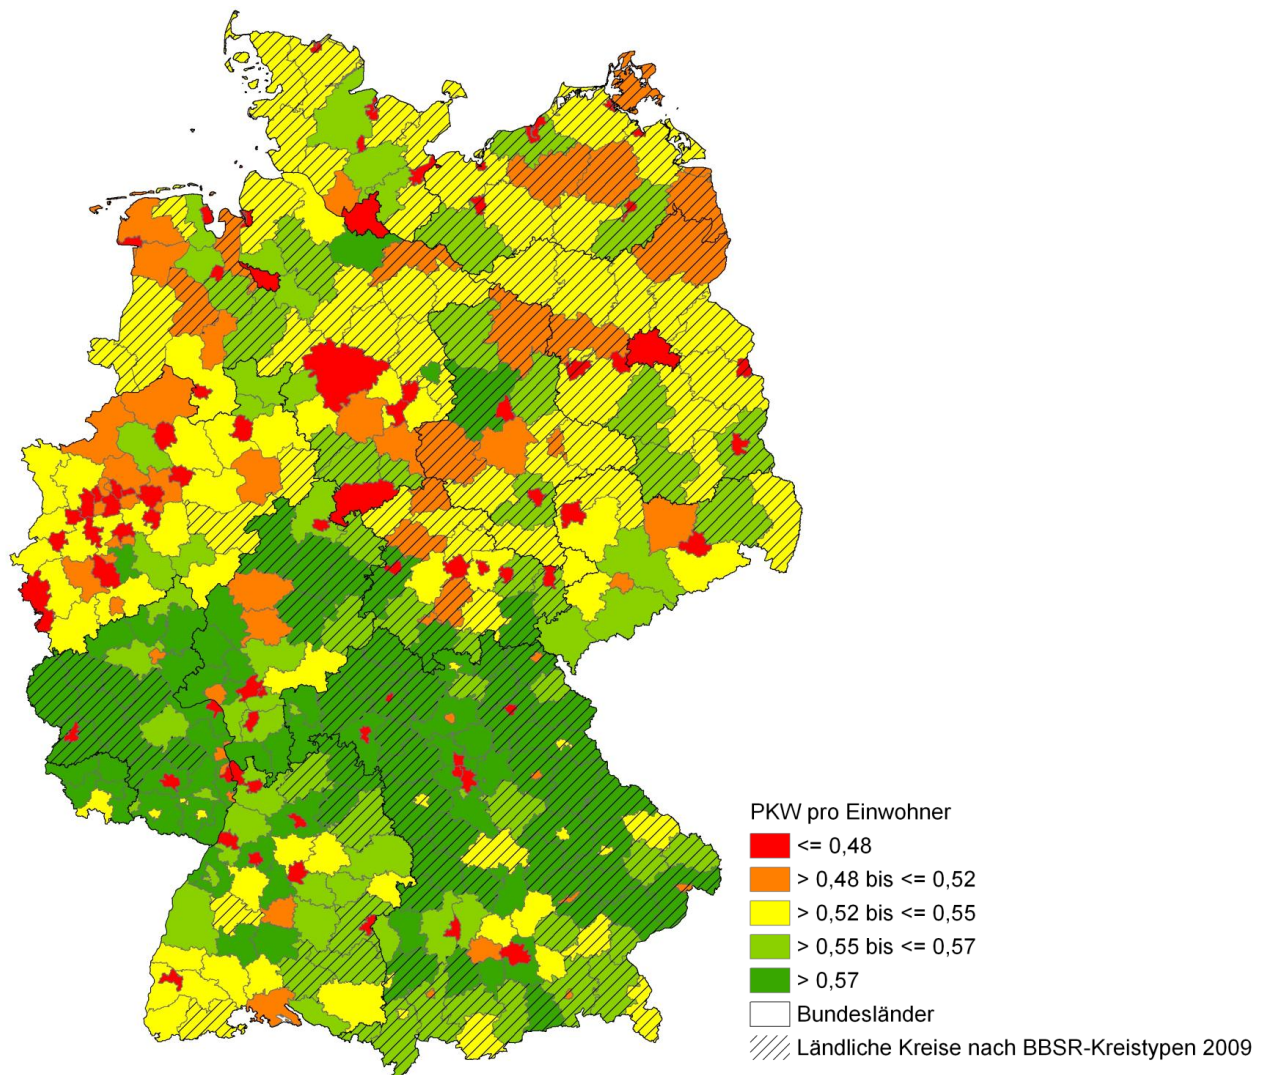 PKW pro Einwohner
<= 0,48
> 0,48 bis <= 0,52
> 0,52 bis <= 0,55
> 0,55 bis <= 0,57
> 0,57
Bundesländer
Ländliche Kreise nach BBSR-Kreistypen 2009